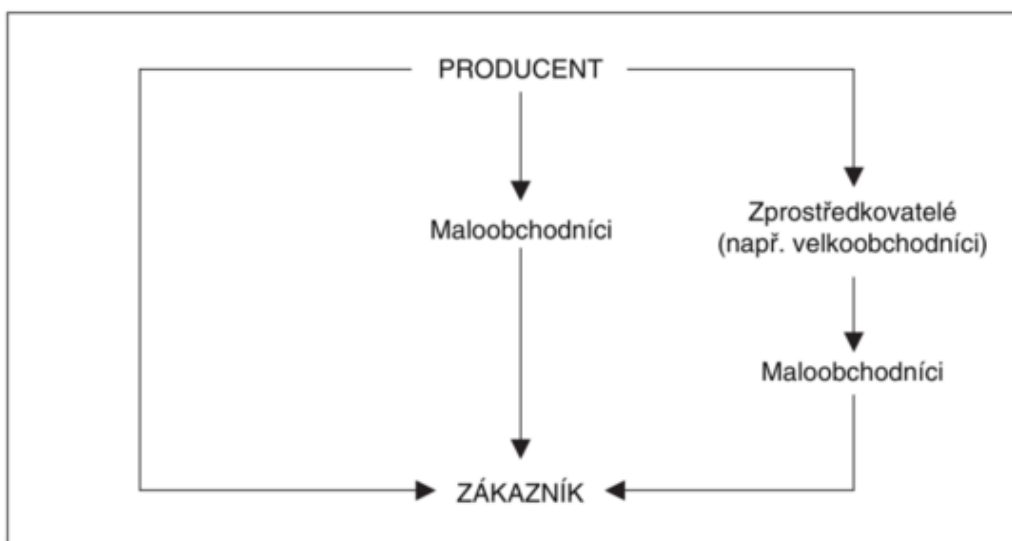 PRODUCENT
Maloobchodníci
Zprostředkovatelé
(např. velkoobchodníci)
Maloobchodníci
ZÁKAZNÍK